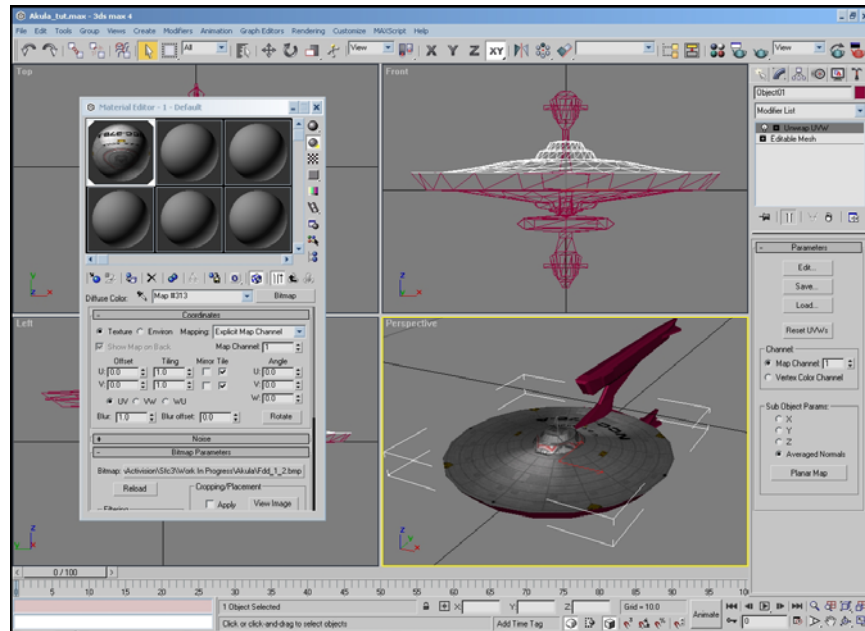 Akula_tut.max - 3ds max 4
File Edit Tools Group Views Create Modifiers Animation Graph Editors Rendering Customize MAXScript Help
All
View
X Y Z XY
View
Top
Front
Left
Perspective
Material Editor - 1 - Default
Diffuse Color:
Map #313
Bitmap
Coordinates
Texture Environ Mapping: Explicit Map Channel
Show Map on Back Map Channel: 1
Offset Tiling Mirror Tile Angle
U: 0.0 1.0 U: 0.0
V: 0.0 1.0 V: 0.0
W: 0.0
UV VW WU
Blur: 1.0 Blur offset: 0.0 Rotate
Noise
Bitmap Parameters
Bitmap: \Activision\Sfc3\Work In Progress\Akula\Fdd_1_2.bmp
Reload
Cropping/Placement
Apply View Image
Filtering
Object01
Modifier List
Unwrap UVW
Editable Mesh
Parameters
Edit...
Save...
Load...
Reset UVWs
Channel:
Map Channel: 1
Vertex Color Channel
Sub Object Params:
X
Y
Z
Averaged Normals
Planar Map
0 / 100
5 10 15 20 25 30 35 40 45 50 55 60 65 70 75 80 85 90 95 100
1 Object Selected
X: Y: Z: Grid = 10.0
Click or click-and-drag to select objects
Add Time Tag
Animate
0